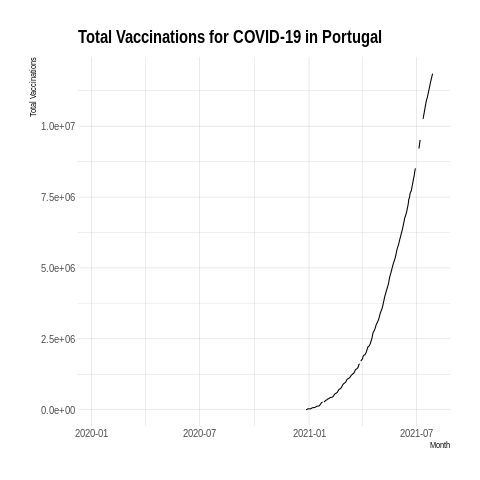 Total Vaccinations for COVID-19 in Portugal
Total Vaccinations
1.0e+07
7.5e+06
5.0e+06
2.5e+06
0.0e+00
2020-01 2020-07 2021-01 2021-07
Month